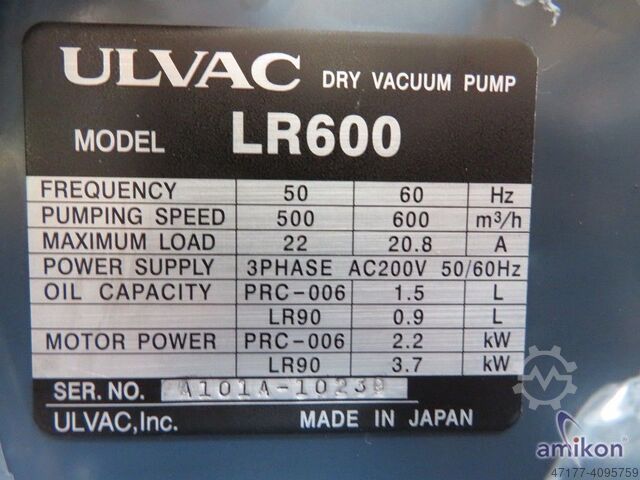 ULVAC DRY VACUUM PUMP
MODEL LR600
FREQUENCY 50 60 Hz
PUMPING SPEED 500 600 m³/h
MAXIMUM LOAD 22 20.8 A
POWER SUPPLY 3PHASE AC200V 50/60Hz
OIL CAPACITY PRC-006 1.5 L
LR90 0.9 L
MOTOR POWER PRC-006 2.2 kW
LR90 3.7 kW
SER. NO. A101A-10239
ULVAC, Inc. MADE IN JAPAN
amikon
47177-4095759